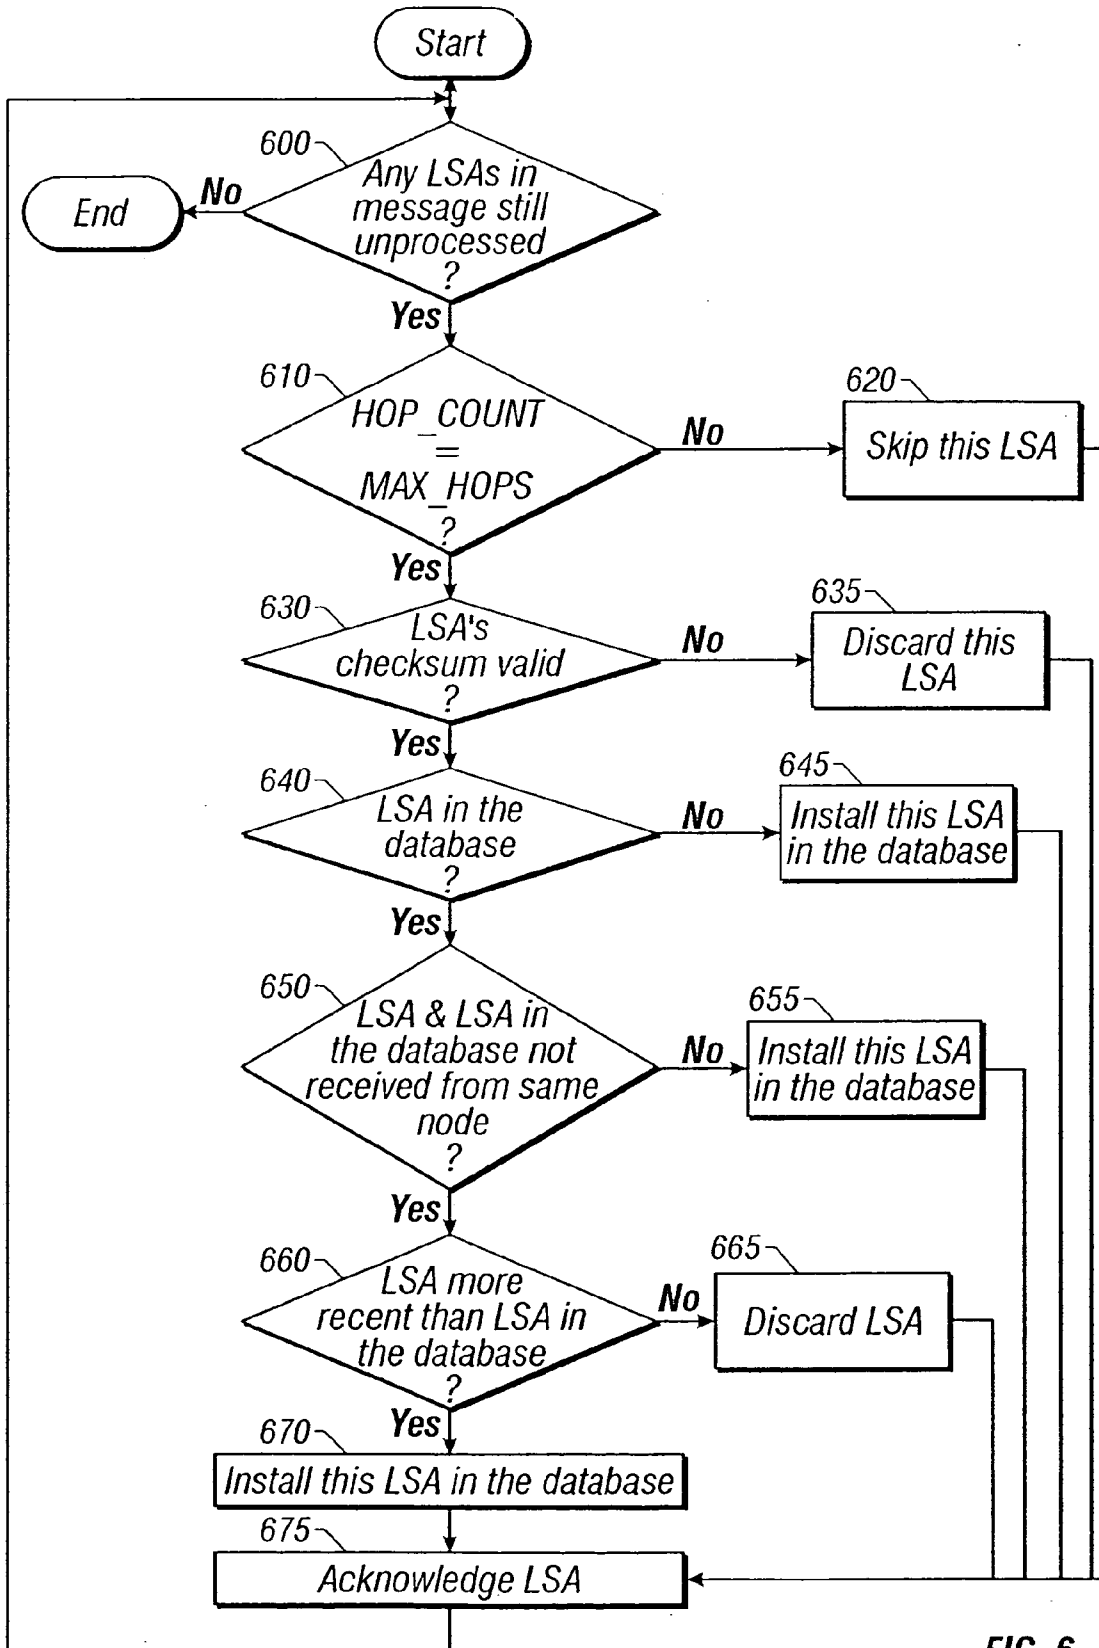 Start
600
Any LSAs in
message still
unprocessed
?
No
End
Yes
610
HOP_COUNT
=
MAX_HOPS
?
No
620
Skip this LSA
Yes
630
LSA's
checksum valid
?
No
635
Discard this
LSA
Yes
640
LSA in the
database
?
No
645
Install this LSA
in the database
Yes
650
LSA & LSA in
the database not
received from same
node
?
No
655
Install this LSA
in the database
Yes
660
LSA more
recent than LSA in
the database
?
No
665
Discard LSA
Yes
670
Install this LSA in the database
675
Acknowledge LSA
FIG. 6